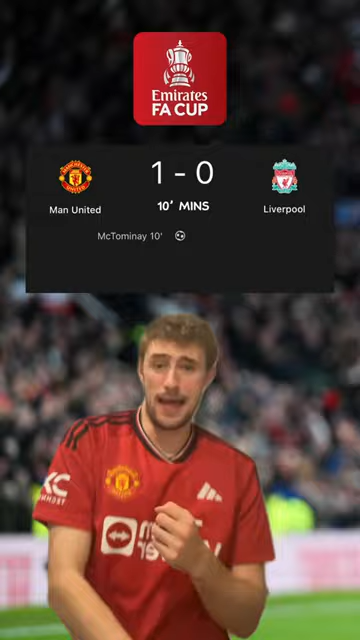 Emirates
FA CUP
1 - 0
10' MINS
Man United
Liverpool
McTominay 10'